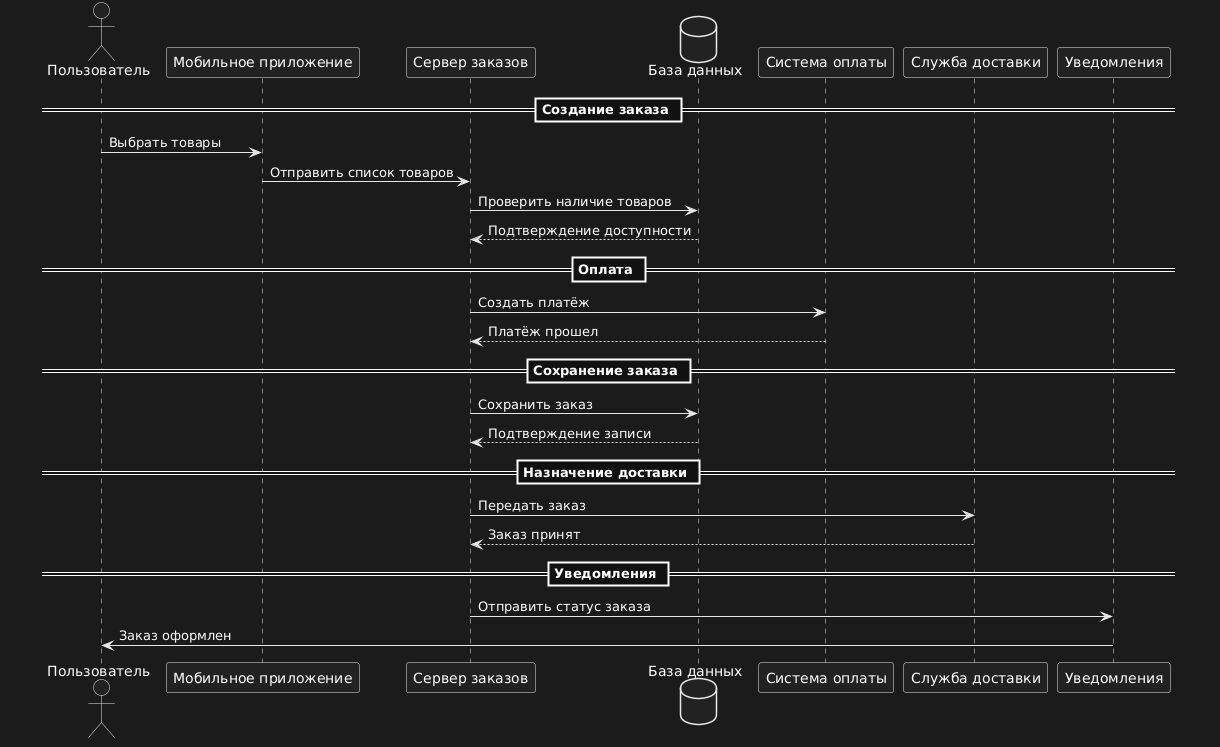 Пользователь
Мобильное приложение
Сервер заказов
База данных
Система оплаты
Служба доставки
Уведомления
Создание заказа
Выбрать товары
Отправить список товаров
Проверить наличие товаров
Подтверждение доступности
Оплата
Создать платёж
Платёж прошел
Сохранение заказа
Сохранить заказ
Подтверждение записи
Назначение доставки
Передать заказ
Заказ принят
Уведомления
Отправить статус заказа
Заказ оформлен
Пользователь
Мобильное приложение
Сервер заказов
База данных
Система оплаты
Служба доставки
Уведомления